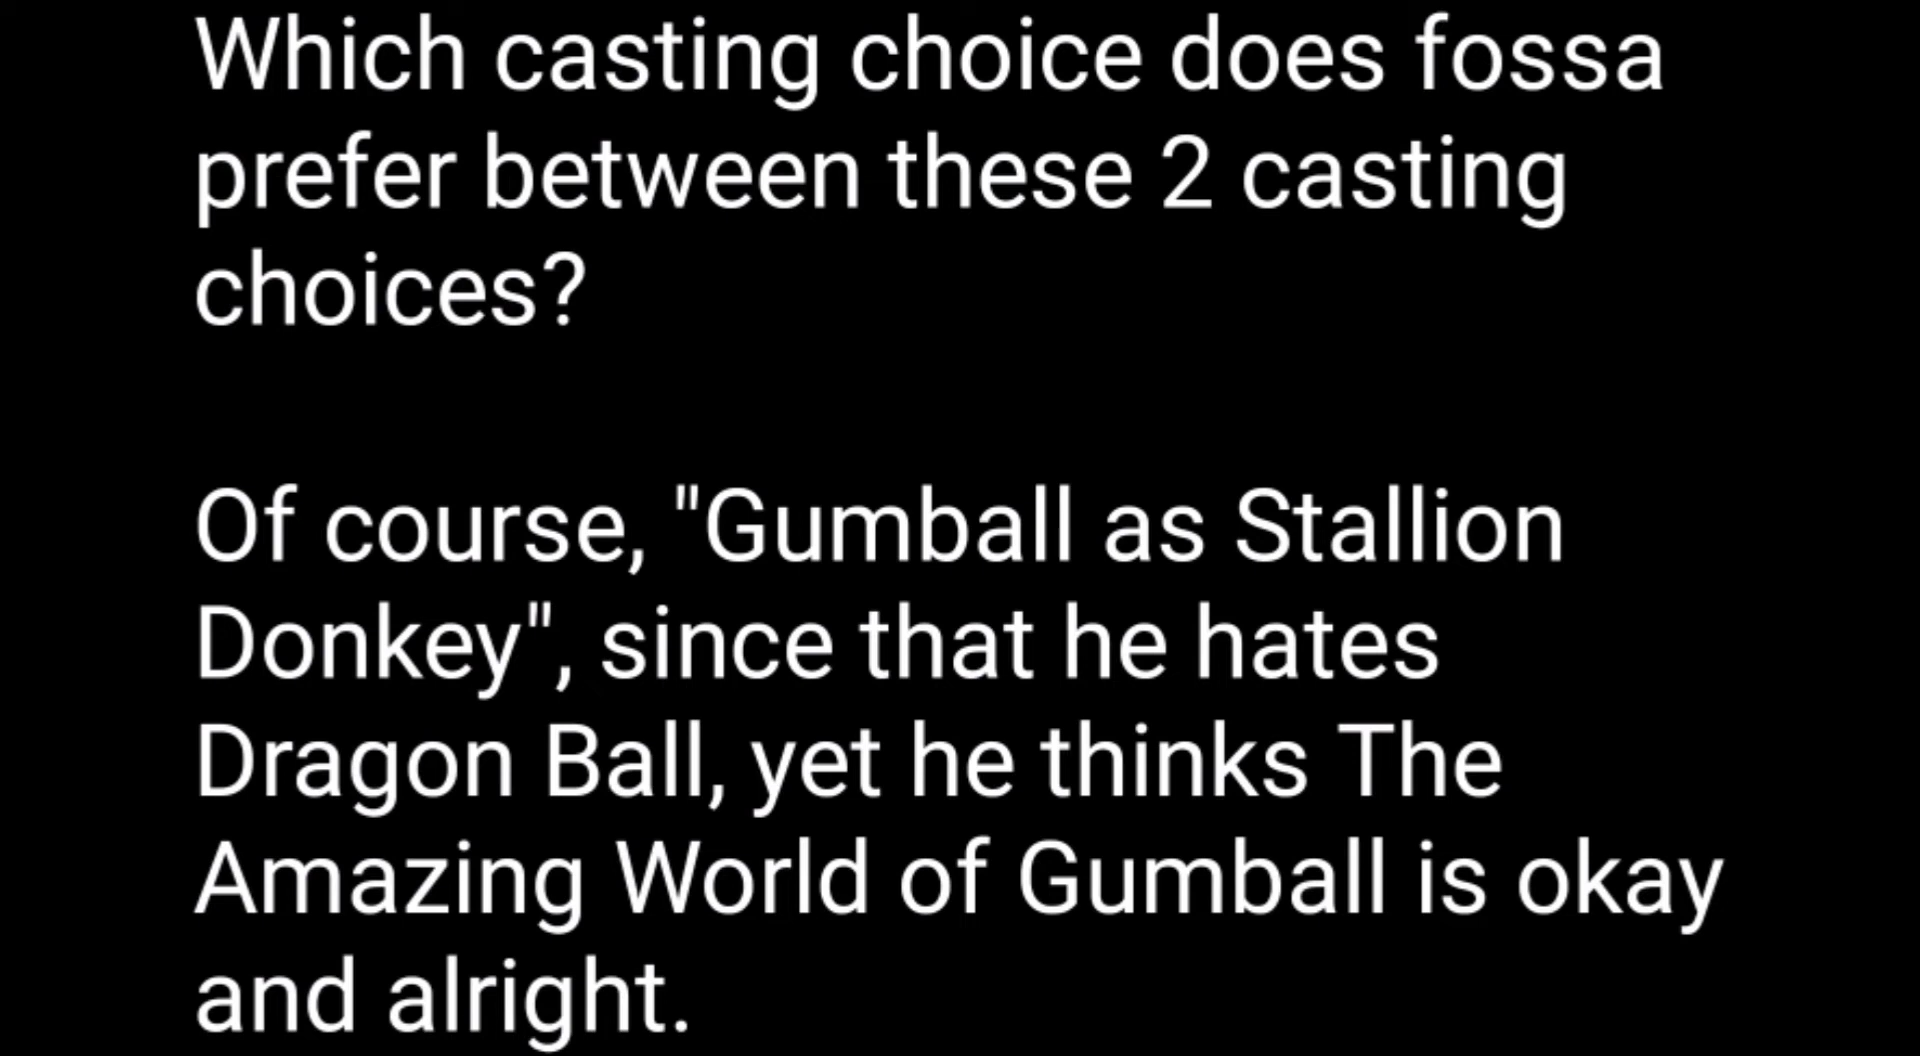 Which casting choice does fossa
prefer between these 2 casting
choices?
Of course, "Gumball as Stallion
Donkey", since that he hates
Dragon Ball, yet he thinks The
Amazing World of Gumball is okay
and alright.